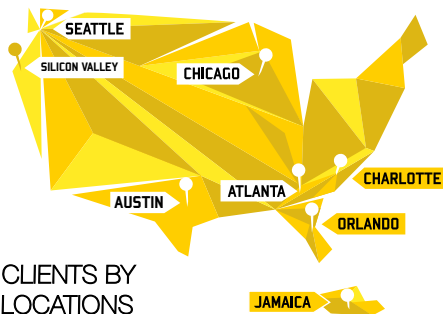 SEATTLE
SILICON VALLEY
CHICAGO
CHARLOTTE
ATLANTA
AUSTIN
ORLANDO
CLIENTS BY
LOCATIONS
JAMAICA